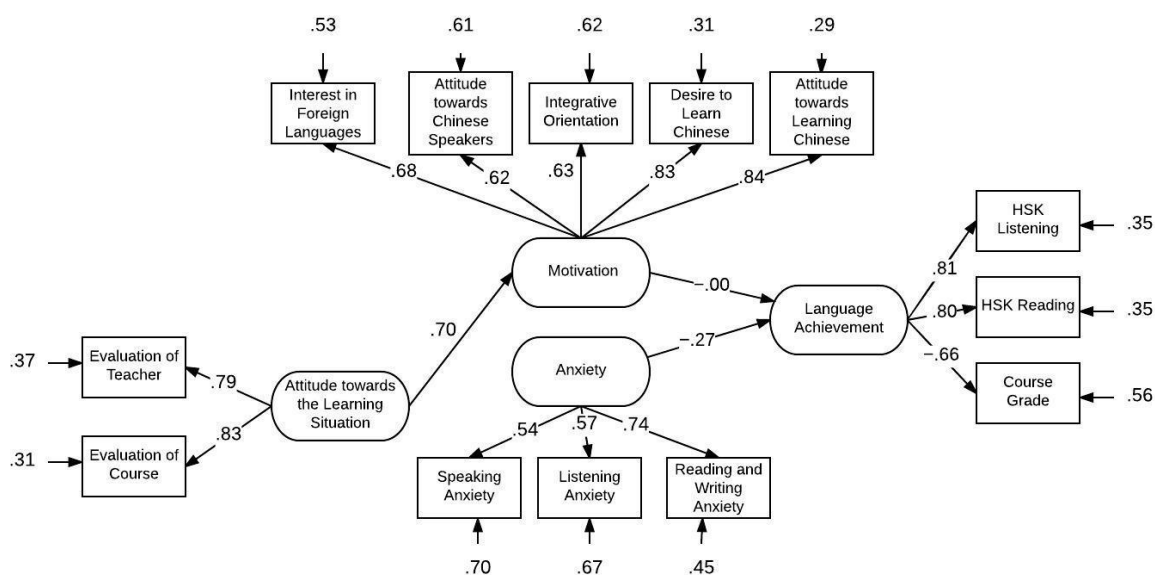 .53
.61
.62
.31
.29
Interest in
Foreign
Languages
Attitude
towards
Chinese
Speakers
Integrative
Orientation
Desire to
Learn
Chinese
Attitude
towards
Learning
Chinese
.68
.62
.63
.83
.84
HSK
Listening
.35
Motivation
−.00
.81
Language
Achievement
.80
HSK Reading
.35
.70
−.27
−.66
Anxiety
Course
Grade
.56
.37
Evaluation of
Teacher
.79
Attitude towards
the Learning
Situation
.83
.31
Evaluation of
Course
.54
.57
.74
Speaking
Anxiety
Listening
Anxiety
Reading and
Writing
Anxiety
.70
.67
.45